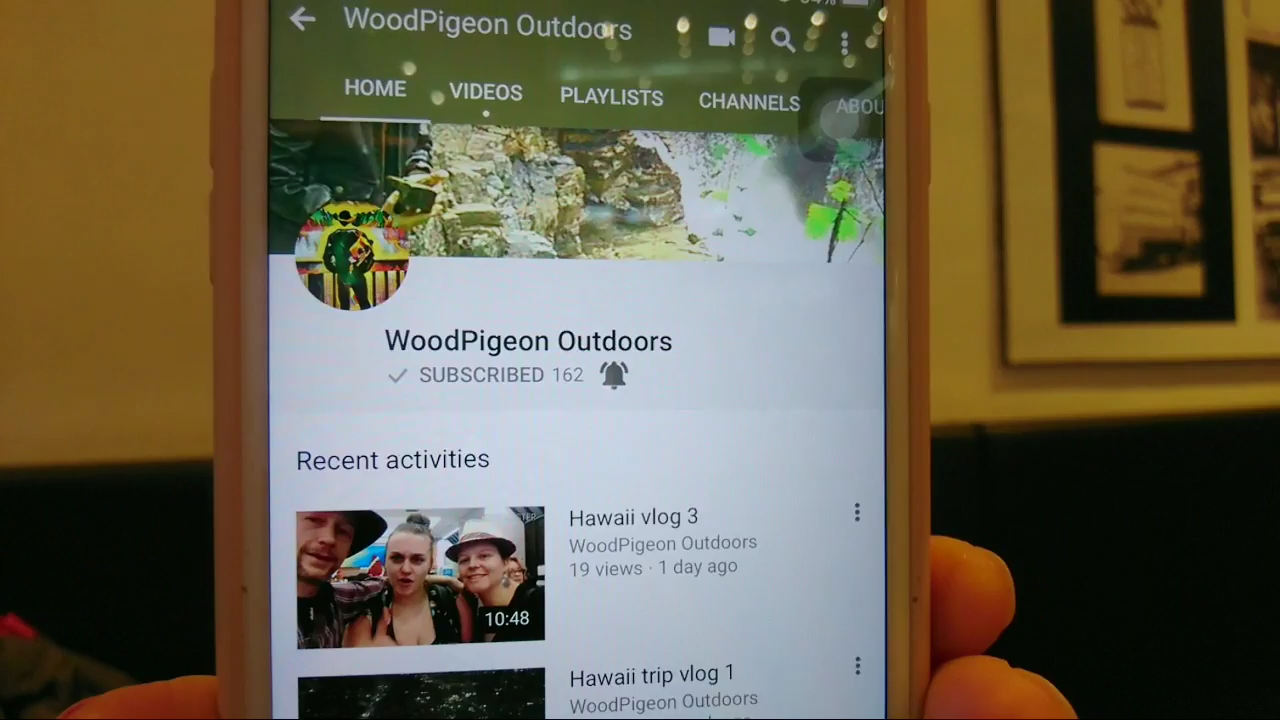 WoodPigeon Outdoors
HOME VIDEOS PLAYLISTS CHANNELS ABOU
WoodPigeon Outdoors
SUBSCRIBED 162
Recent activities
Hawaii vlog 3
WoodPigeon Outdoors
19 views · 1 day ago
10:48
Hawaii trip vlog 1
WoodPigeon Outdoors